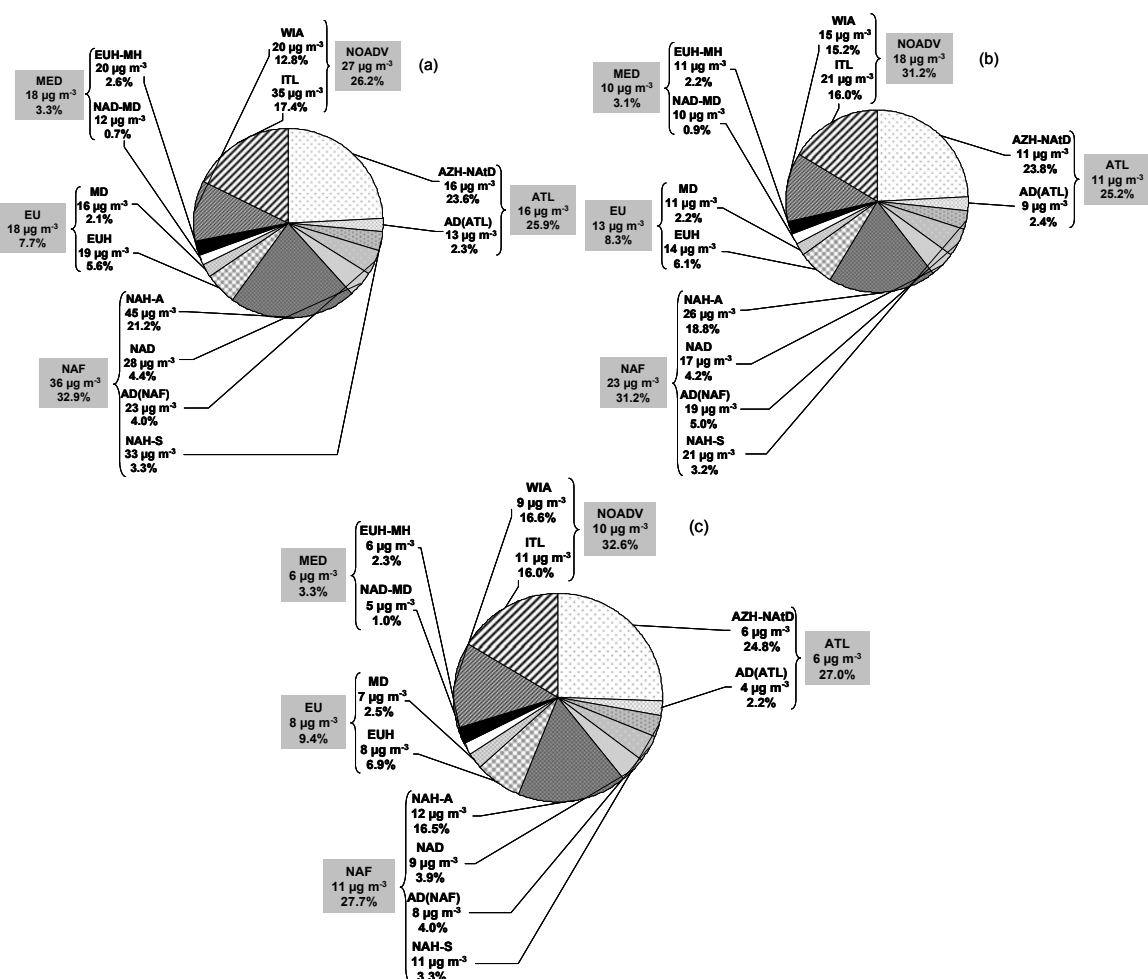 (a)
WIA
20 µg m-3
12.8%
ITL
35 µg m-3
17.4%
NOADV
27 µg m-3
26.2%
EUH-MH
20 µg m-3
2.6%
NAD-MD
12 µg m-3
0.7%
MED
18 µg m-3
3.3%
AZH-NAtD
16 µg m-3
23.6%
AD(ATL)
13 µg m-3
2.3%
ATL
16 µg m-3
25.9%
MD
16 µg m-3
2.1%
EUH
19 µg m-3
5.6%
EU
18 µg m-3
7.7%
NAH-A
45 µg m-3
21.2%
NAD
28 µg m-3
4.4%
AD(NAF)
23 µg m-3
4.0%
NAH-S
33 µg m-3
3.3%
NAF
36 µg m-3
32.9%
(b)
WIA
15 µg m-3
15.2%
ITL
21 µg m-3
16.0%
NOADV
18 µg m-3
31.2%
EUH-MH
11 µg m-3
2.2%
NAD-MD
10 µg m-3
0.9%
MED
10 µg m-3
3.1%
AZH-NAtD
11 µg m-3
23.8%
AD(ATL)
9 µg m-3
2.4%
ATL
11 µg m-3
25.2%
MD
11 µg m-3
2.2%
EUH
14 µg m-3
6.1%
EU
13 µg m-3
8.3%
NAH-A
26 µg m-3
18.8%
NAD
17 µg m-3
4.2%
AD(NAF)
19 µg m-3
5.0%
NAH-S
21 µg m-3
3.2%
NAF
23 µg m-3
31.2%
(c)
WIA
9 µg m-3
16.6%
ITL
11 µg m-3
16.0%
NOADV
10 µg m-3
32.6%
EUH-MH
6 µg m-3
2.3%
NAD-MD
5 µg m-3
1.0%
MED
6 µg m-3
3.3%
AZH-NAtD
6 µg m-3
24.8%
AD(ATL)
4 µg m-3
2.2%
ATL
6 µg m-3
27.0%
MD
7 µg m-3
2.5%
EUH
8 µg m-3
6.9%
EU
8 µg m-3
9.4%
NAH-A
12 µg m-3
16.5%
NAD
9 µg m-3
3.9%
AD(NAF)
8 µg m-3
4.0%
NAH-S
11 µg m-3
3.3%
NAF
11 µg m-3
27.7%